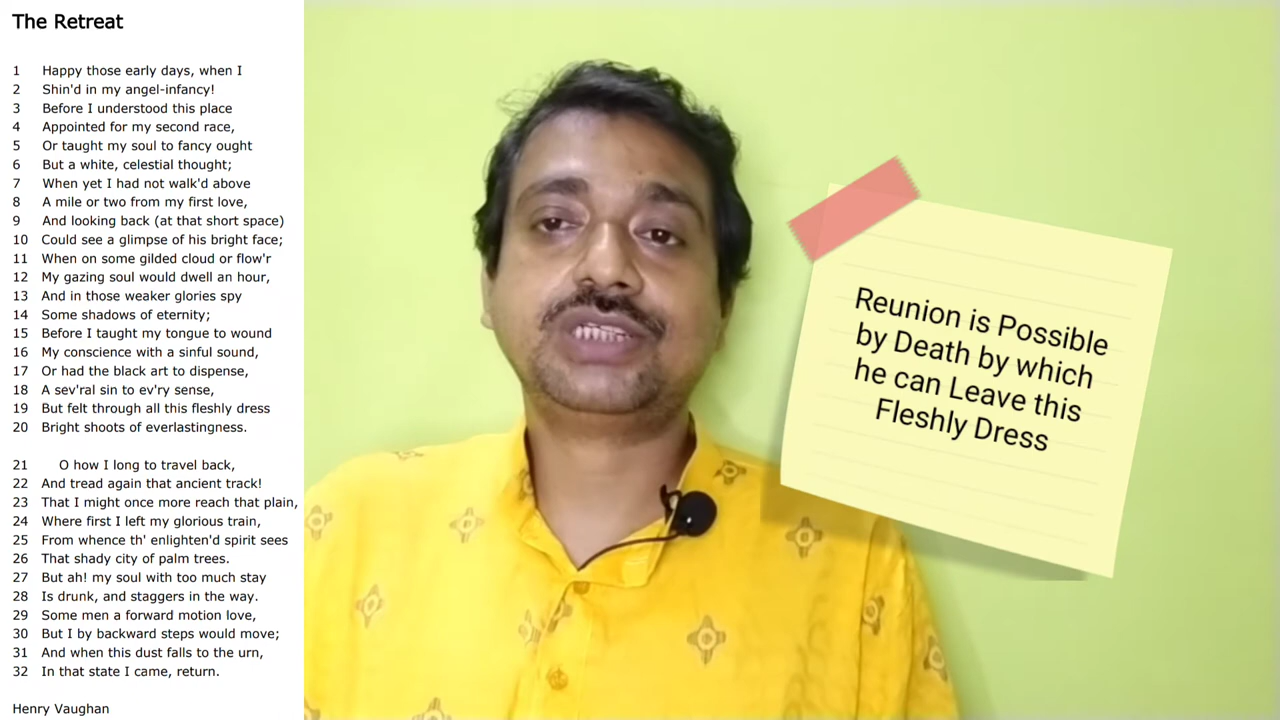 The Retreat
1 Happy those early days, when I
2 Shin'd in my angel-infancy!
3 Before I understood this place
4 Appointed for my second race,
5 Or taught my soul to fancy ought
6 But a white, celestial thought;
7 When yet I had not walk'd above
8 A mile or two from my first love,
9 And looking back (at that short space)
10 Could see a glimpse of his bright face;
11 When on some gilded cloud or flow'r
12 My gazing soul would dwell an hour,
13 And in those weaker glories spy
14 Some shadows of eternity;
15 Before I taught my tongue to wound
16 My conscience with a sinful sound,
17 Or had the black art to dispense,
18 A sev'ral sin to ev'ry sense,
19 But felt through all this fleshly dress
20 Bright shoots of everlastingness.
21 O how I long to travel back,
22 And tread again that ancient track!
23 That I might once more reach that plain,
24 Where first I left my glorious train,
25 From whence th' enlighten'd spirit sees
26 That shady city of palm trees.
27 But ah! my soul with too much stay
28 Is drunk, and staggers in the way.
29 Some men a forward motion love,
30 But I by backward steps would move;
31 And when this dust falls to the urn,
32 In that state I came, return.
Henry Vaughan
Reunion is Possible
by Death by which
he can Leave this
Fleshly Dress